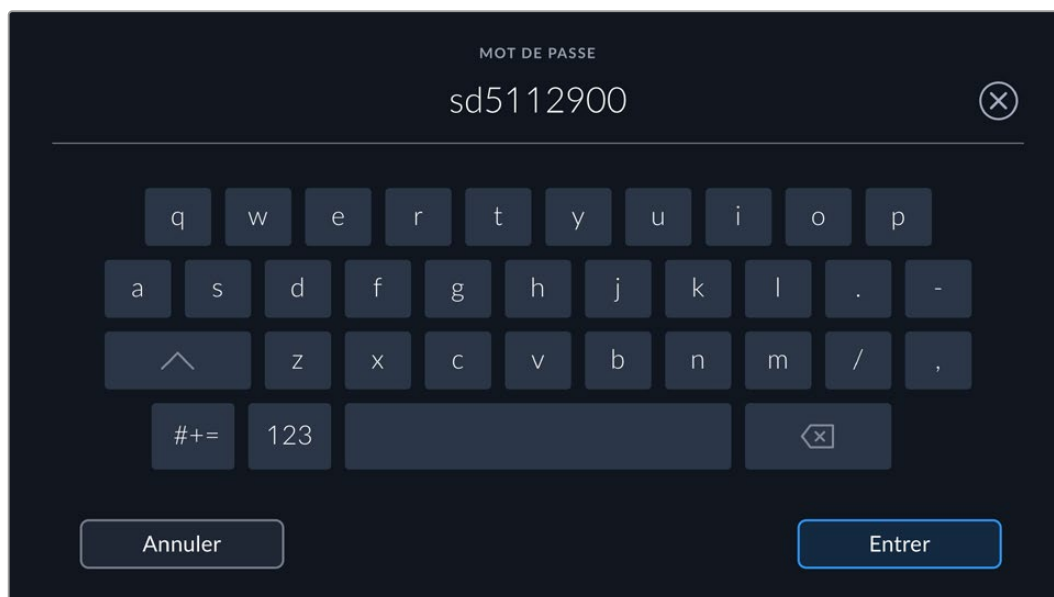 MOT DE PASSE
sd5112900
q w e r t y u i o p
a s d f g h j k l . -
z x c v b n m / ,
#+= 123
Annuler Entrer